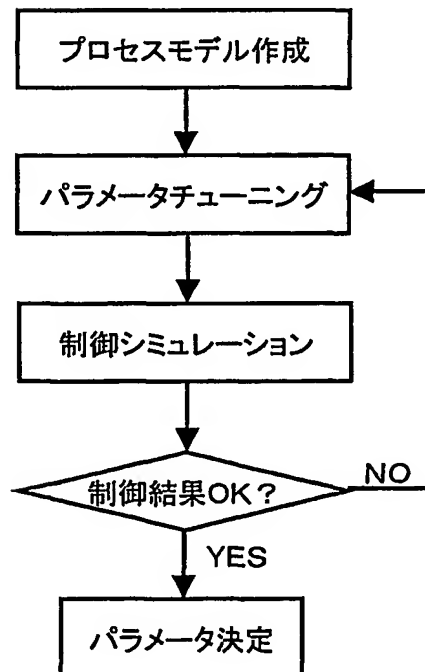 プロセスモデル作成
パラメータチューニング
制御シミュレーション
制御結果OK?
NO
YES
パラメータ決定